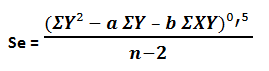 Se = (ΣY² – a ΣY – b ΣXY)⁰,⁵ / n–2